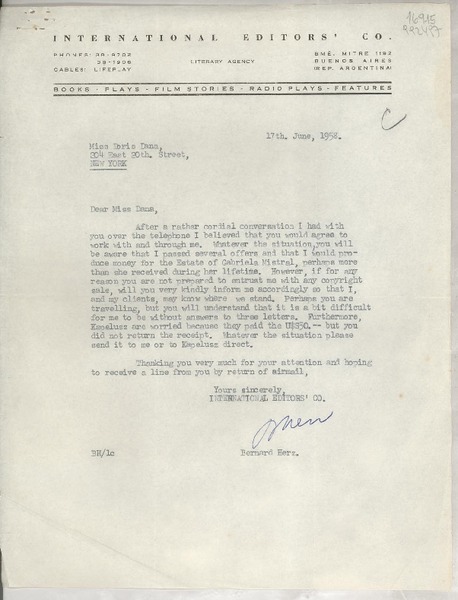 16915
992477
INTERNATIONAL EDITORS' CO.
PHONES: 38-9702
38-1908
CABLES: LIFEPLAY
LITERARY AGENCY
BMÉ. MITRE 1192
BUENOS AIRES
(REP. ARGENTINA)
BOOKS - PLAYS - FILM STORIES - RADIO PLAYS - FEATURES
C
17th. June, 1958.
Miss Doris Dana,
204 East 20th. Street,
NEW YORK
Dear Miss Dana,
After a rather cordial conversation I had with
you over the telephone I believed that you would agree to
work with and through me. Whatever the situation,you will
be aware that I passed several offers and that I would pro-
duce money for the Estate of Gabriela Mistral, perhaps more
than she received during her lifetime. However, if for any
reason you are not prepared to entrust me with any copyright
sale, will you very kindly inform me accordingly so that I,
and my clients, may know where we stand. Perhaps you are
travelling, but you will understand that it is a bit difficult
for me to be without answers to three letters. Furthermore,
Kapelusz are worried because they paid the U$S50.-- but you
did not return the receipt. Whatever the situation please
send it to me or to Kapelusz direct.
Thanking you very much for your attention and hoping
to receive a line from you by return of airmail,
Yours sincerely,
INTERNATIONAL EDITORS' CO.
BH/lc
Bernard Herz.